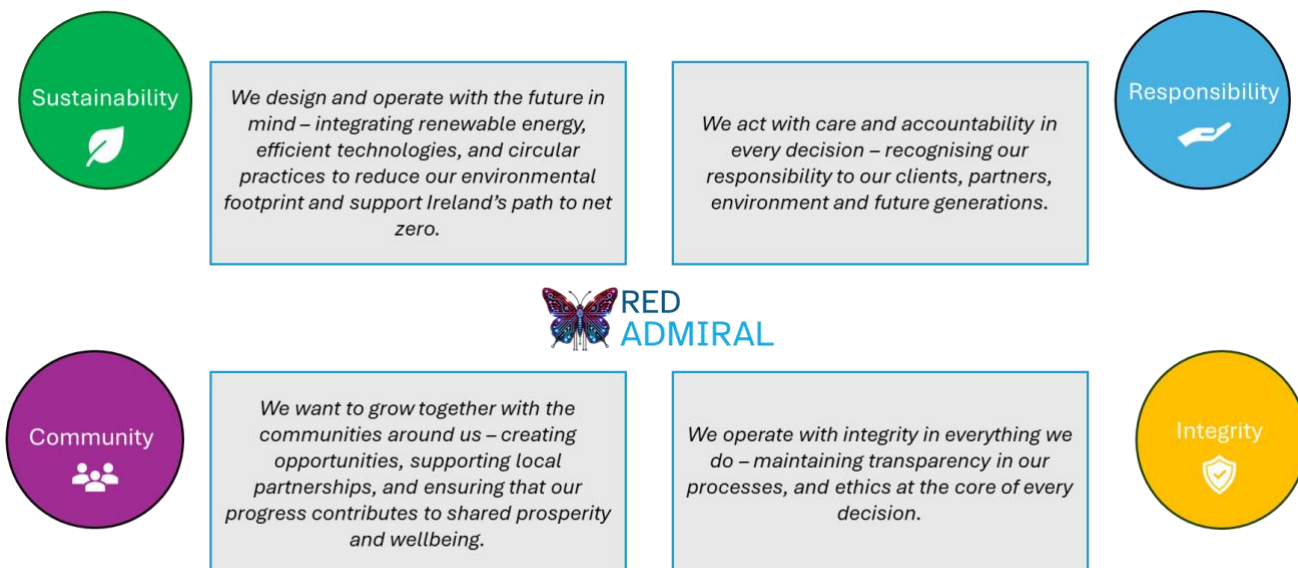 Sustainability
We design and operate with the future in
mind – integrating renewable energy,
efficient technologies, and circular
practices to reduce our environmental
footprint and support Ireland's path to net
zero.
We act with care and accountability in
every decision – recognising our
responsibility to our clients, partners,
environment and future generations.
Responsibility
RED
ADMIRAL
Community
We want to grow together with the
communities around us – creating
opportunities, supporting local
partnerships, and ensuring that our
progress contributes to shared prosperity
and wellbeing.
We operate with integrity in everything we
do – maintaining transparency in our
processes, and ethics at the core of every
decision.
Integrity